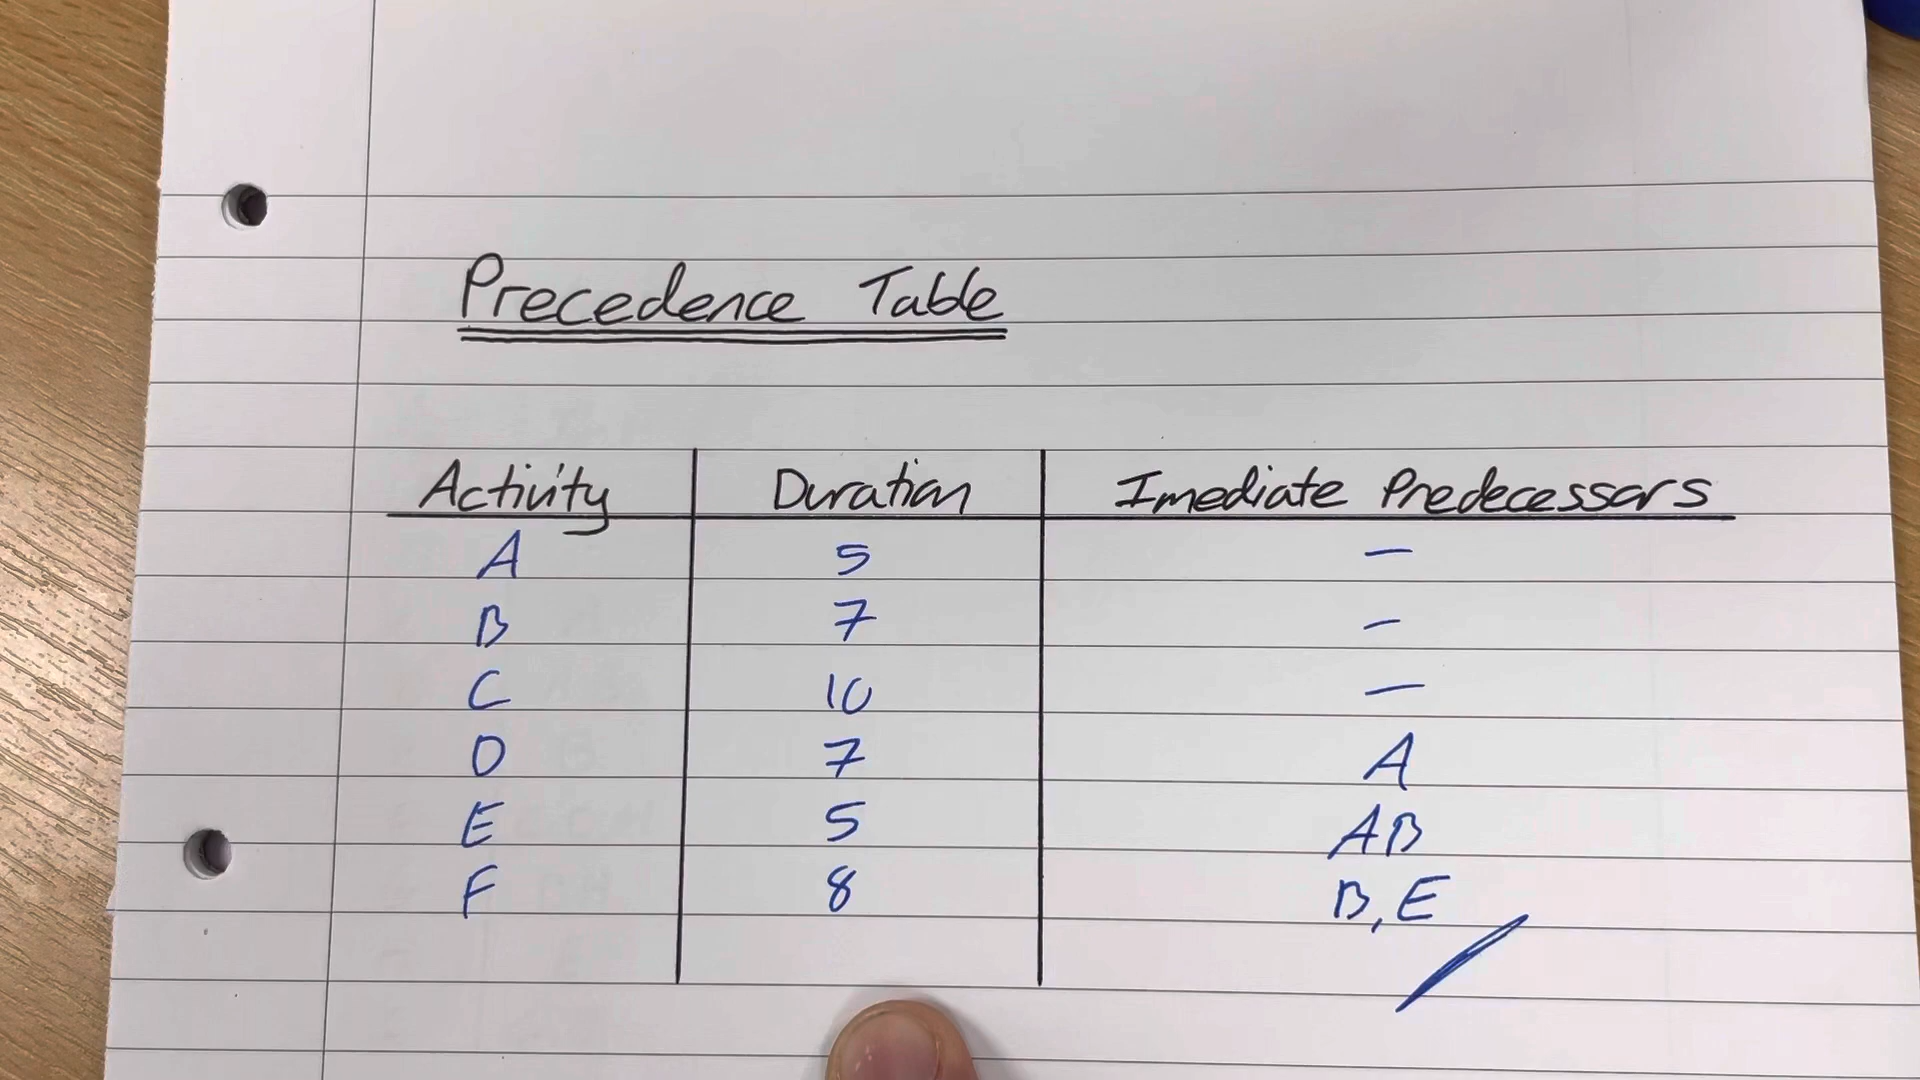 Precedence Table
Activity Duration Imediate Predecessors
A 5 —
B 7 –
C 10 —
D 7 A
E 5 AB
F 8 B, E